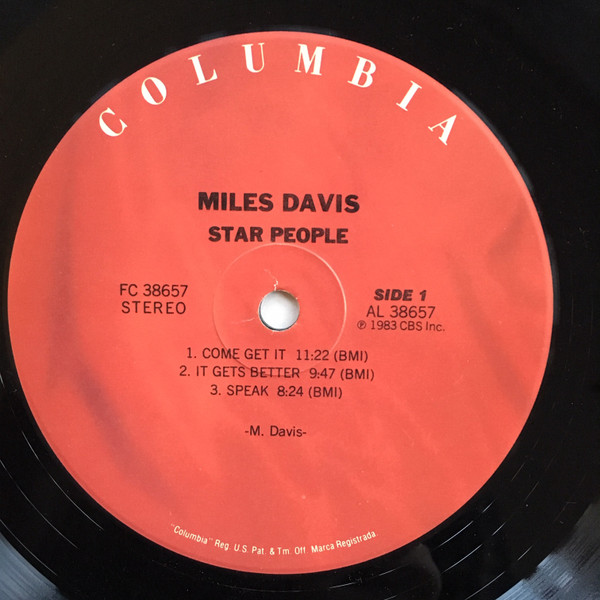 COLUMBIA
MILES DAVIS
STAR PEOPLE
FC 38657
STEREO
SIDE 1
AL 38657
℗ 1983 CBS Inc.
1. COME GET IT 11:22 (BMI)
2. IT GETS BETTER 9:47 (BMI)
3. SPEAK 8:24 (BMI)
-M. Davis-
"Columbia" Reg. U.S. Pat. & Tm. Off. Marca Registrada